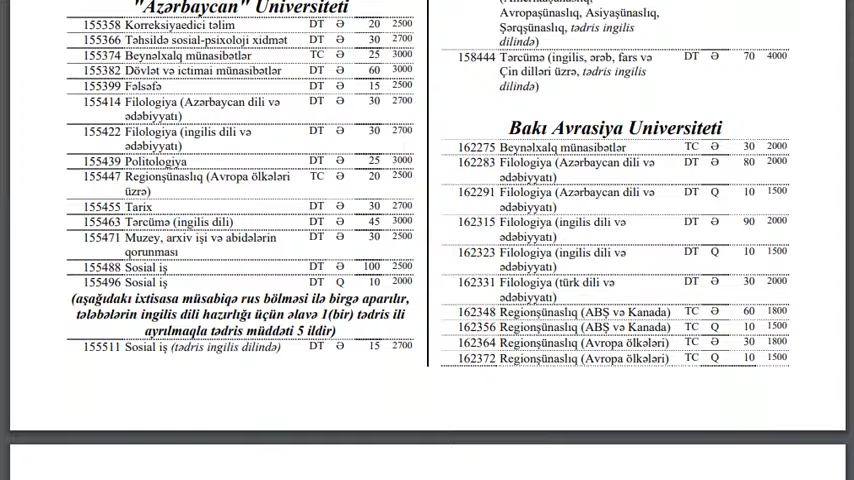 "Azərbaycan" Universiteti
155358 Korreksiyaedici təlim DT Ə 20 2500
155366 Təhsildə sosial-psixoloji xidmət DT Ə 30 2700
155374 Beynəlxalq münasibətlər TC Ə 25 3000
155382 Dövlət və ictimai münasibətlər DT Ə 60 3000
155399 Fəlsəfə DT Ə 15 2500
155414 Filologiya (Azərbaycan dili və DT Ə 30 2700
ədəbiyyatı)
155422 Filologiya (ingilis dili və DT Ə 30 2700
ədəbiyyatı)
155439 Politologiya DT Ə 25 3000
155447 Regionşünaslıq (Avropa ölkələri TC Ə 20 2500
üzrə)
155455 Tarix DT Ə 30 2700
155463 Tərcümə (ingilis dili) DT Ə 45 3000
155471 Muzey, arxiv işi və abidələrin DT Ə 30 2500
qorunması
155488 Sosial iş DT Ə 100 2500
155496 Sosial iş DT Q 10 2000
(aşağıdakı ixtisasa müsabiqə rus bölməsi ilə birgə aparılır,
tələbələrin ingilis dili hazırlığı üçün əlavə 1(bir) tədris ili
ayrılmaqla tədris müddəti 5 ildir)
155511 Sosial iş (tədris ingilis dilində) DT Ə 15 2700
Avropaşünaslıq, Asiyaşünaslıq,
Şərqşünaslıq, tədris ingilis
dilində)
158444 Tərcümə (ingilis, ərəb, fars və DT Ə 70 4000
Çin dilləri üzrə, tədris ingilis
dilində)
Bakı Avrasiya Universiteti
162275 Beynəlxalq münasibətlər TC Ə 30 2000
162283 Filologiya (Azərbaycan dili və DT Ə 80 2000
ədəbiyyatı)
162291 Filologiya (Azərbaycan dili və DT Q 10 1500
ədəbiyyatı)
162315 Filologiya (ingilis dili və DT Ə 90 2000
ədəbiyyatı)
162323 Filologiya (ingilis dili və DT Q 10 1500
ədəbiyyatı)
162331 Filologiya (türk dili və DT Ə 30 2000
ədəbiyyatı)
162348 Regionşünaslıq (ABŞ və Kanada) TC Ə 60 1800
162356 Regionşünaslıq (ABŞ və Kanada) TC Q 10 1500
162364 Regionşünaslıq (Avropa ölkələri) TC Ə 30 1800
162372 Regionşünaslıq (Avropa ölkələri) TC Q 10 1500